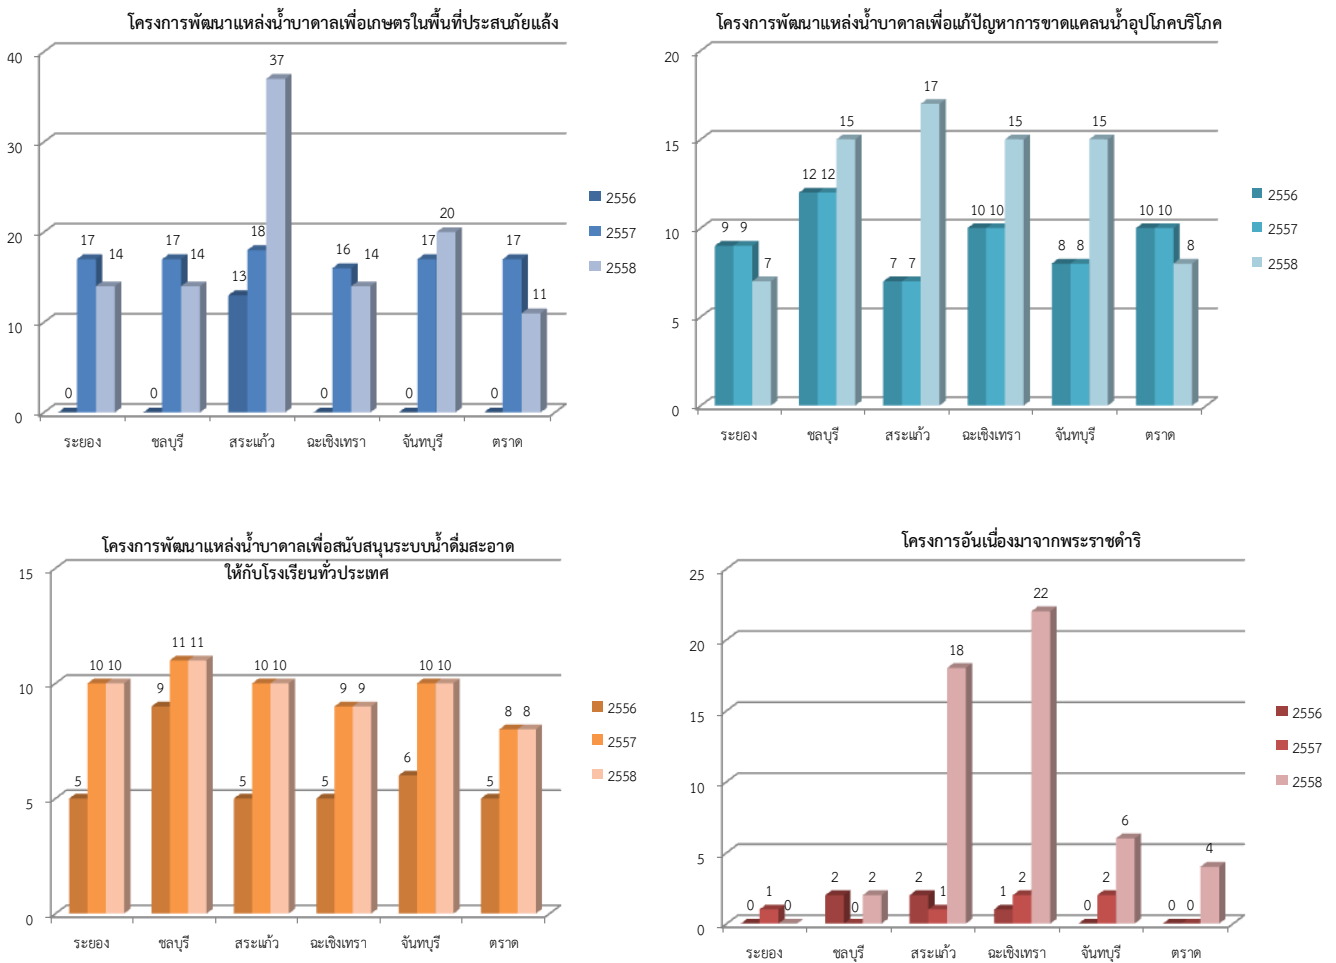 โครงการพัฒนาแหล่งน้ำบาดาลเพื่อเกษตรในพื้นที่ประสบภัยแล้ง
40
30
20
10
0
0 17 14
0 17 14
13 18 37
0 16 14
0 17 20
0 17 11
ระยอง ชลบุรี สระแก้ว ฉะเชิงเทรา จันทบุรี ตราด
2556
2557
2558
โครงการพัฒนาแหล่งน้ำบาดาลเพื่อแก้ปัญหาการขาดแคลนน้ำอุปโภคบริโภค
20
15
10
5
0
9 9 7
12 12 15
7 7 17
10 10 15
8 8 15
10 10 8
ระยอง ชลบุรี สระแก้ว ฉะเชิงเทรา จันทบุรี ตราด
2556
2557
2558
โครงการพัฒนาแหล่งน้ำบาดาลเพื่อสนับสนุนระบบน้ำดื่มสะอาด
ให้กับโรงเรียนทั่วประเทศ
15
10
5
0
5 10 10
9 11 11
5 10 10
5 9 9
6 10 10
5 8 8
ระยอง ชลบุรี สระแก้ว ฉะเชิงเทรา จันทบุรี ตราด
2556
2557
2558
โครงการอันเนื่องมาจากพระราชดำริ
25
20
15
10
5
0
0 1 0
2 0 2
2 1 18
1 2 22
0 2 6
0 0 4
ระยอง ชลบุรี สระแก้ว ฉะเชิงเทรา จันทบุรี ตราด
2556
2557
2558